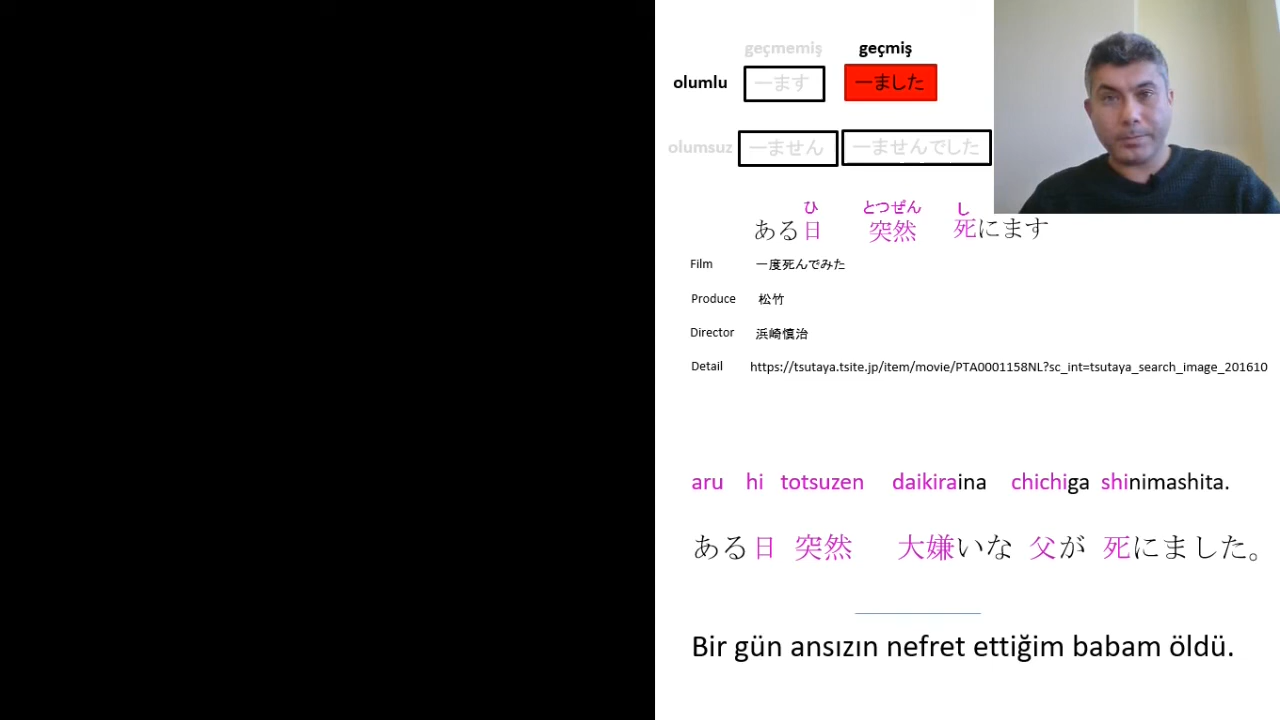 geçmemiş geçmiş
olumlu ーます ーました
olumsuz ーません ーませんでした
ひ とつぜん し
ある日 突然 死にます
Film 一度死んでみた
Produce 松竹
Director 浜崎慎治
Detail https://tsutaya.tsite.jp/item/movie/PTA0001158NL?sc_int=tsutaya_search_image_201610
aru hi totsuzen daikiraina chichiga shinimashita.
ある日 突然 大嫌いな 父が 死にました。
Bir gün ansızın nefret ettiğim babam öldü.